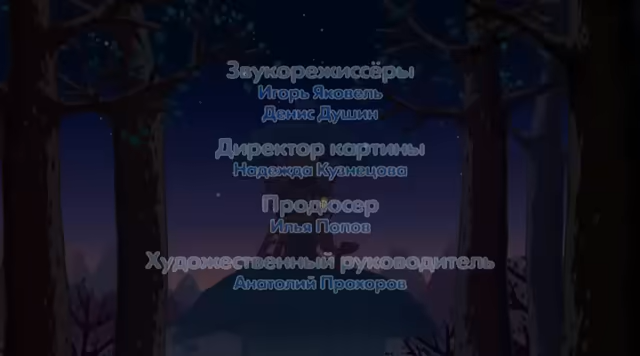 Звукорежиссёры
Игорь Яковель
Денис Душин
Директор картины
Надежда Кузнецова
Продюсер
Илья Попов
Художественный руководитель
Анатолий Прохоров